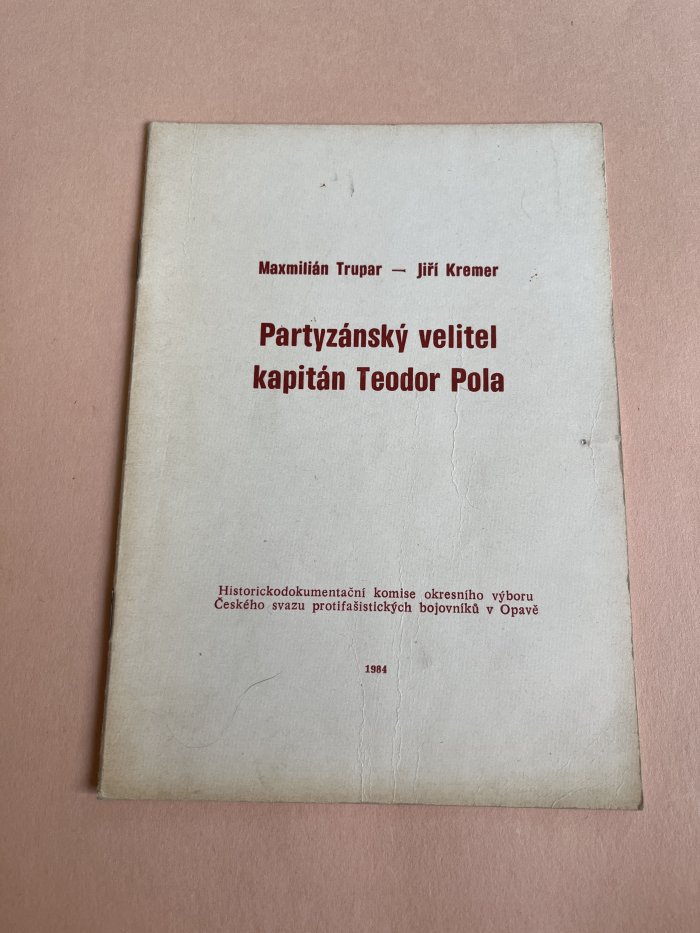 Maxmilián Trupar — Jiří Kremer
Partyzánský velitel
kapitán Teodor Pola
Historickodokumentační komise okresního výboru
Českého svazu protifašistických bojovníků v Opavě
1984